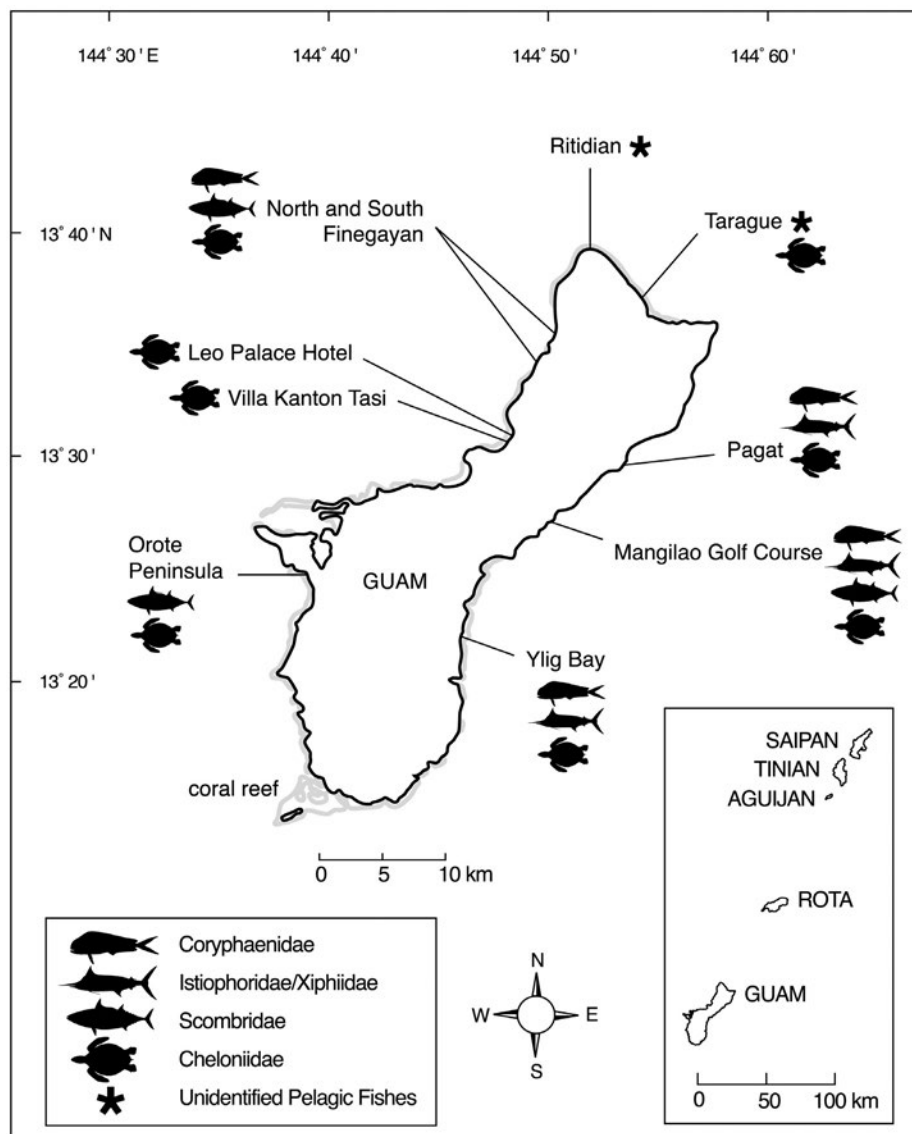 144° 30' E
144° 40'
144° 50'
144° 60'
Ritidian *
North and South
Finegayan
13° 40' N
Tarague *
Leo Palace Hotel
Villa Kanton Tasi
13° 30'
Pagat
Mangilao Golf Course
Orote
Peninsula
GUAM
Ylig Bay
13° 20'
coral reef
0 5 10 km
SAIPAN
TINIAN
AGUIJAN
ROTA
GUAM
0 50 100 km
Coryphaenidae
Istiophoridae/Xiphiidae
Scombridae
Cheloniidae
* Unidentified Pelagic Fishes
N
W E
S